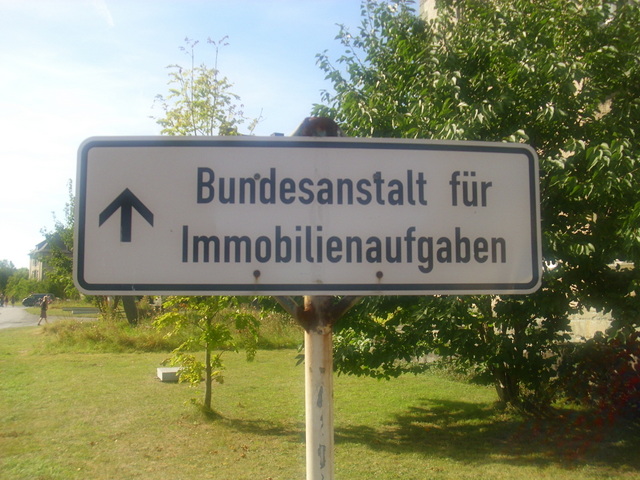 Bundesanstalt für
Immobilienaufgaben